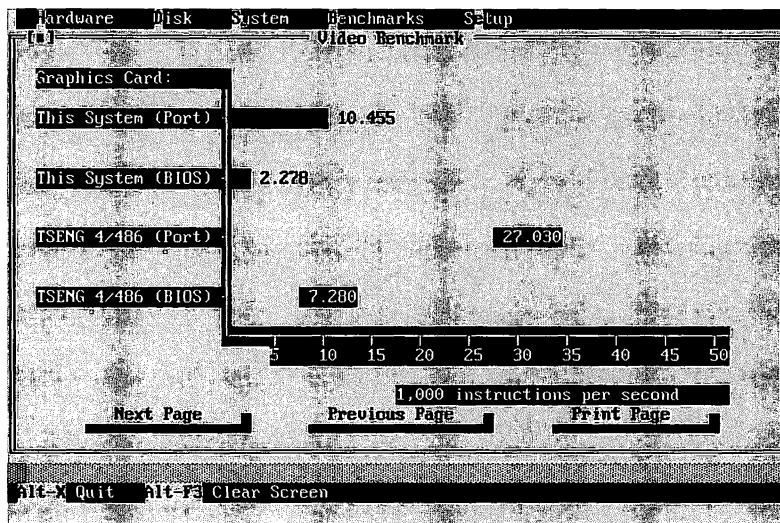 Hardware Disk System Benchmarks Setup
[■] Video Benchmark
Graphics Card:
This System (Port) 10.455
This System (BIOS) 2.278
TSENG 4/486 (Port) 27.030
TSENG 4/486 (BIOS) 7.280
5 10 15 20 25 30 35 40 45 50
1,000 instructions per second
Next Page Previous Page Print Page
Alt-X Quit Alt-F3 Clear Screen